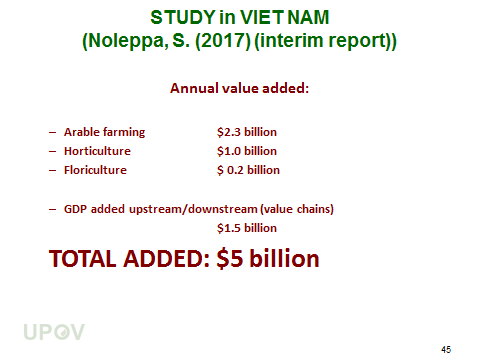 STUDY in VIET NAM
(Noleppa, S. (2017) (interim report))
Annual value added:
– Arable farming $2.3 billion
– Horticulture $1.0 billion
– Floriculture $ 0.2 billion
– GDP added upstream/downstream (value chains)
$1.5 billion
TOTAL ADDED: $5 billion
UPOV
45